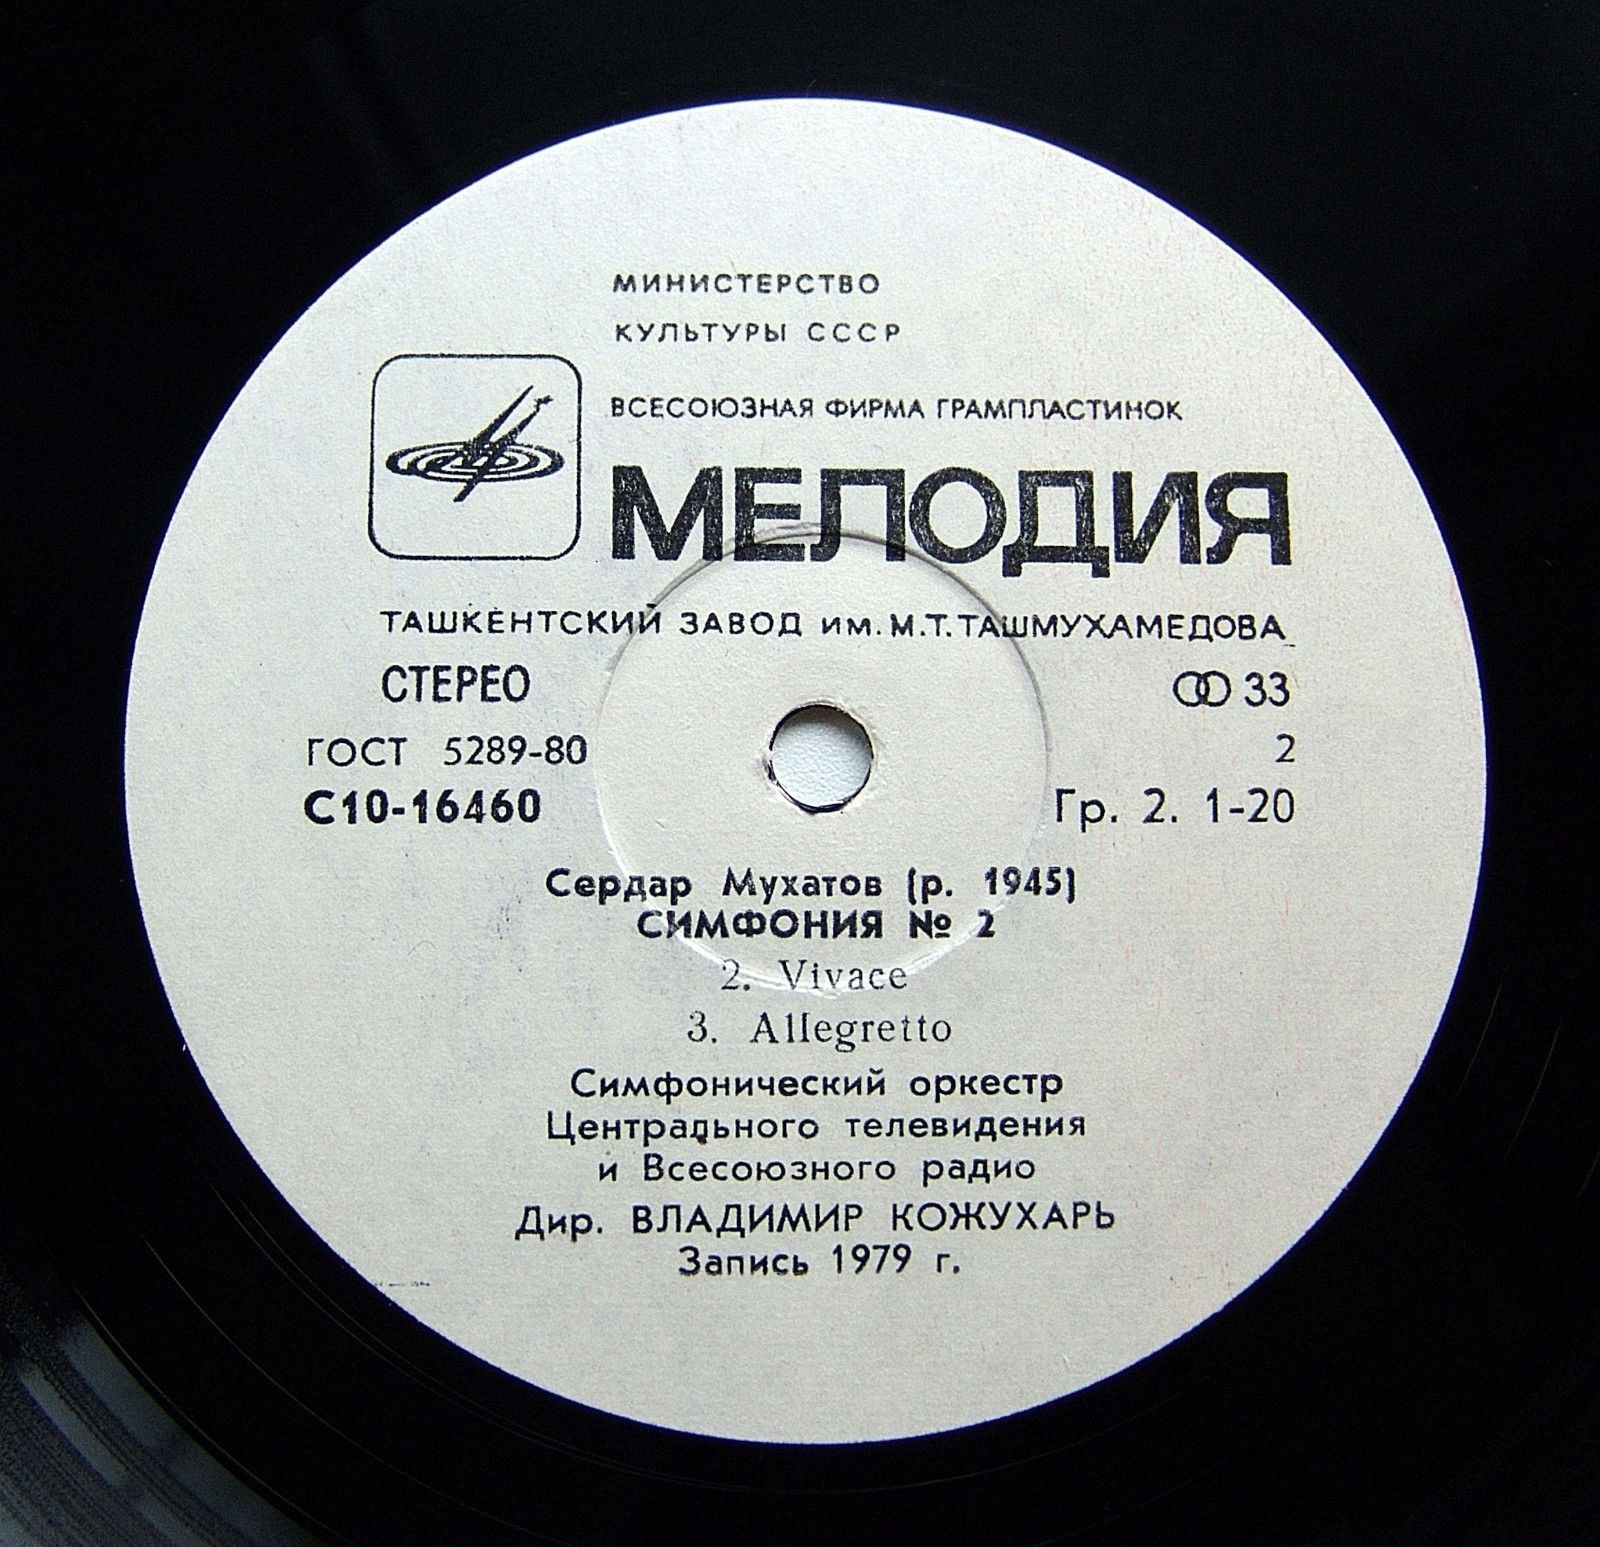 МИНИСТЕРСТВО
КУЛЬТУРЫ СССР
ВСЕСОЮЗНАЯ ФИРМА ГРАМПЛАСТИНОК
МЕЛОДИЯ
ТАШКЕНТСКИЙ ЗАВОД им. М.Т. ТАШМУХАМЕДОВА
СТЕРЕО 33
ГОСТ 5289-80 2
С10-16460 Гр. 2. 1-20
Сердар Мухатов (р. 1945)
СИМФОНИЯ № 2
2. Vivace
3. Allegretto
Симфонический оркестр
Центрального телевидения
и Всесоюзного радио
Дир. ВЛАДИМИР КОЖУХАРЬ
Запись 1979 г.